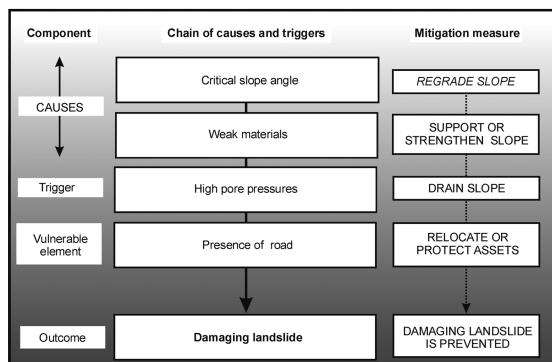 Component
Chain of causes and triggers
Mitigation measure
CAUSES
Critical slope angle
REGRADE SLOPE
Weak materials
SUPPORT OR
STRENGTHEN SLOPE
Trigger
High pore pressures
DRAIN SLOPE
Vulnerable
element
Presence of road
RELOCATE OR
PROTECT ASSETS
Outcome
Damaging landslide
DAMAGING LANDSLIDE
IS PREVENTED